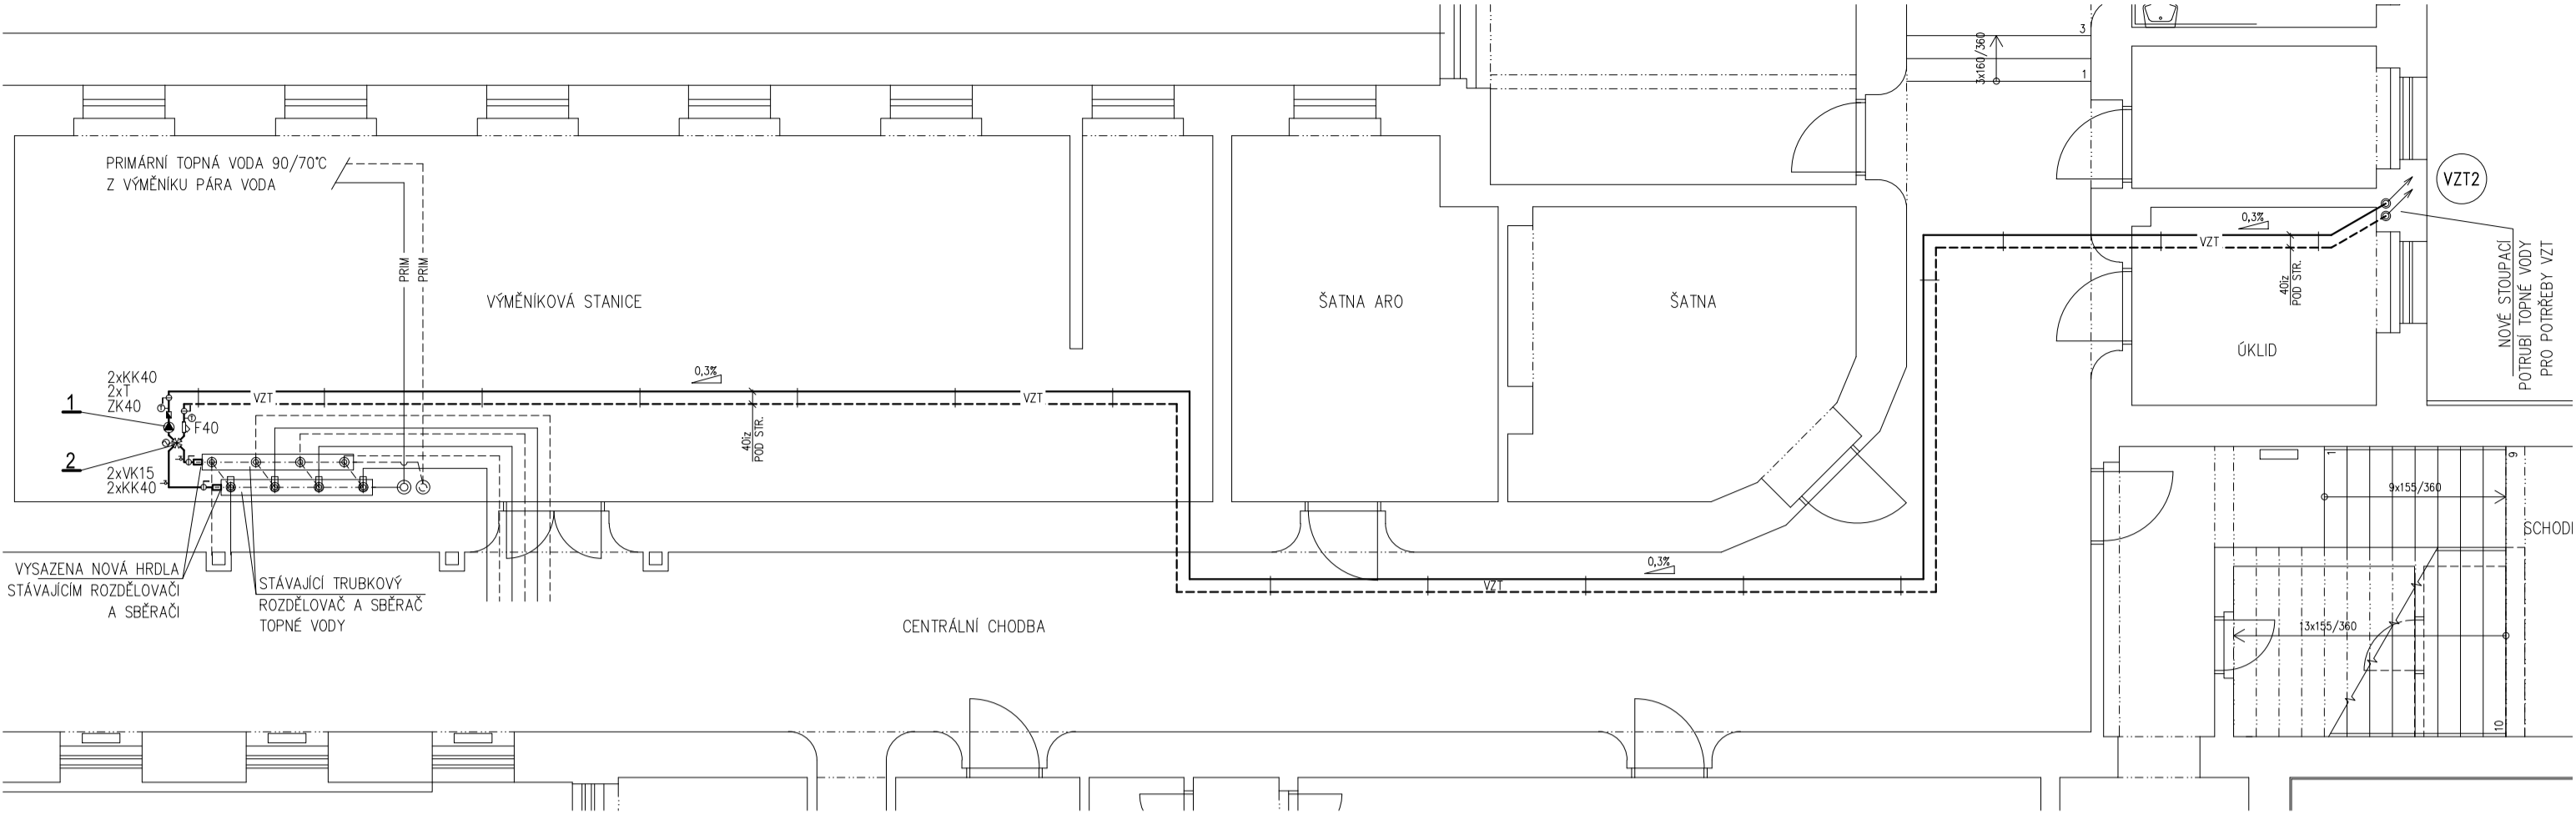 PRIMÁRNÍ TOPNÁ VODA 90/70°C
Z VÝMĚNÍKU PÁRA VODA
PRIM
PRIM
VÝMĚNÍKOVÁ STANICE
ŠATNA ARO
ŠATNA
3x160/360
3
1
VZT2
0,3%
VZT
40iz
POD STR.
NOVÉ STOUPACÍ
POTRUBÍ TOPNÉ VODY
PRO POTŘEBY VZT
ÚKLID
2xKK40
2xT
ZK40
1
T
T
F40
2
2xVK15
2xKK40
VZT
0,3%
40iz
POD STR.
VZT
VYSAZENA NOVÁ HRDLA
STÁVAJÍCÍM ROZDĚLOVAČI
A SBĚRAČI
STÁVAJÍCÍ TRUBKOVÝ
ROZDĚLOVAČ A SBĚRAČ
TOPNÉ VODY
0,3%
VZT
CENTRÁLNÍ CHODBA
1
9
9x155/360
SCHODI
13x155/360
10